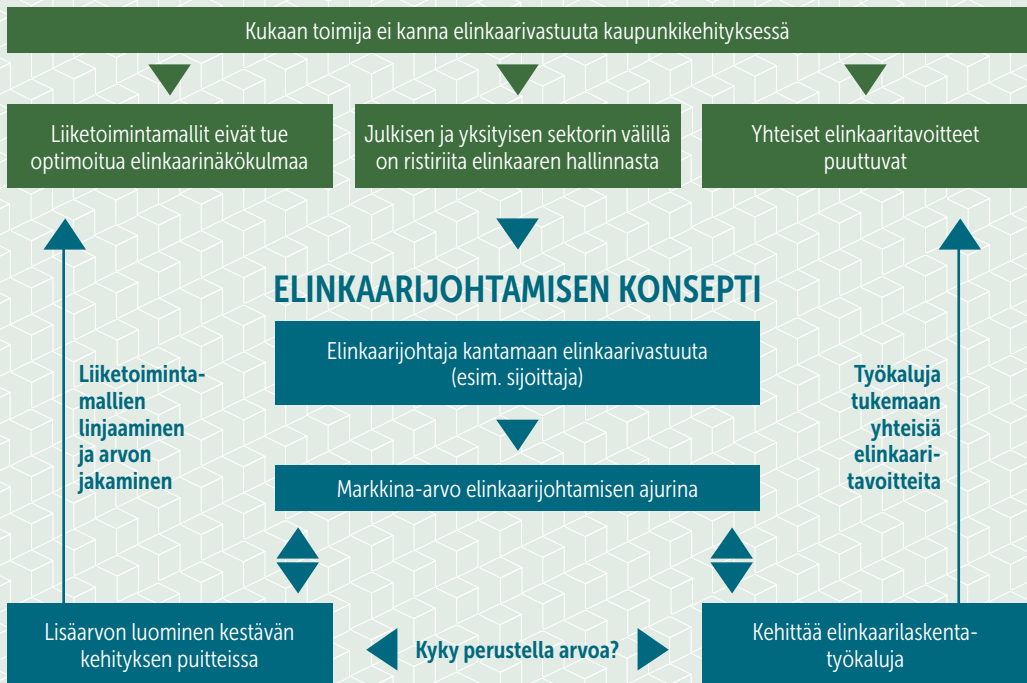 Kukaan toimija ei kanna elinkaarivastuuta kaupunkikehityksessä
Liiketoimintamallit eivät tue
optimoitua elinkaarinäkökulmaa
Julkisen ja yksityisen sektorin välillä
on ristiriita elinkaaren hallinnasta
Yhteiset elinkaaritavoitteet
puuttuvat
ELINKAARIJOHTAMISEN KONSEPTI
Elinkaarijohtaja kantamaan elinkaarivastuuta
(esim. sijoittaja)
Liiketoiminta-
mallien
linjaaminen
ja arvon
jakaminen
Työkaluja
tukemaan
yhteisiä
elinkaari-
tavoitteita
Markkina-arvo elinkaarijohtamisen ajurina
Lisäarvon luominen kestävän
kehityksen puitteissa
Kyky perustella arvoa?
Kehittää elinkaarilaskenta-
työkaluja